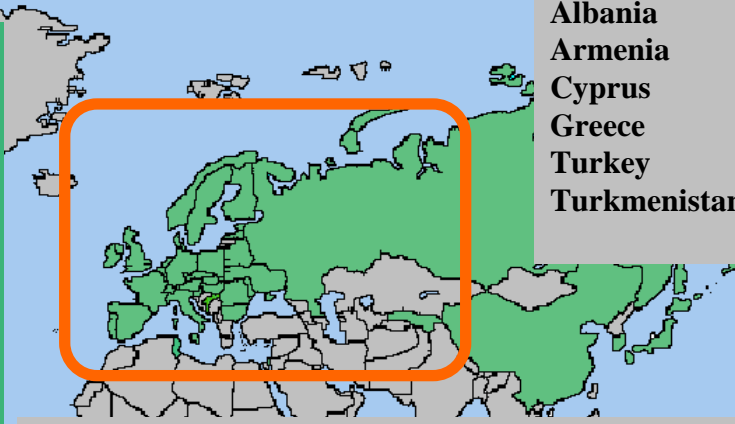 Albania
Armenia
Cyprus
Greece
Turkey
Turkmenistan